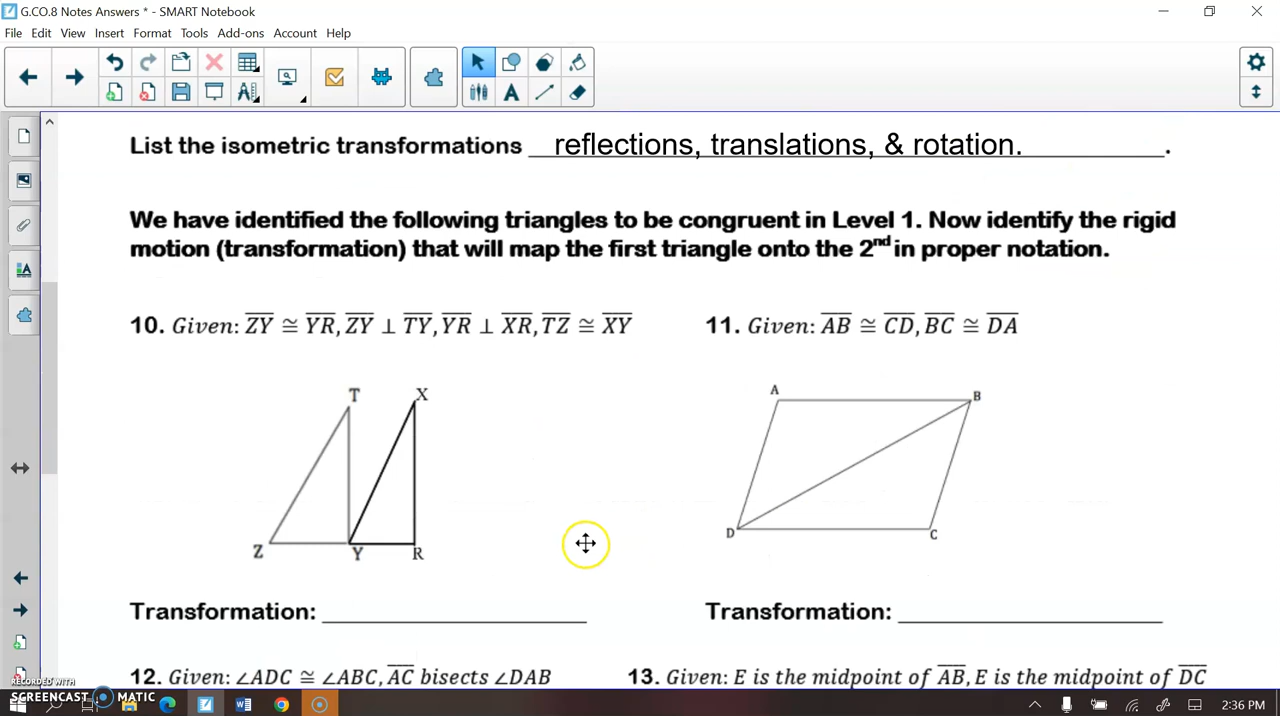 G.CO.8 Notes Answers * - SMART Notebook
File Edit View Insert Format Tools Add-ons Account Help
List the isometric transformations reflections, translations, & rotation. .
We have identified the following triangles to be congruent in Level 1. Now identify the rigid
motion (transformation) that will map the first triangle onto the 2nd in proper notation.
10. Given: ZY ≅ YR, ZY ⊥ TY, YR ⊥ XR, TZ ≅ XY
11. Given: AB ≅ CD, BC ≅ DA
T X
Z Y R
A B
D C
Transformation: ____________
Transformation: ____________
12. Given: ∠ADC ≅ ∠ABC, AC bisects ∠DAB
13. Given: E is the midpoint of AB, E is the midpoint of DC
RECORDED WITH
SCREENCAST MATIC
2:36 PM